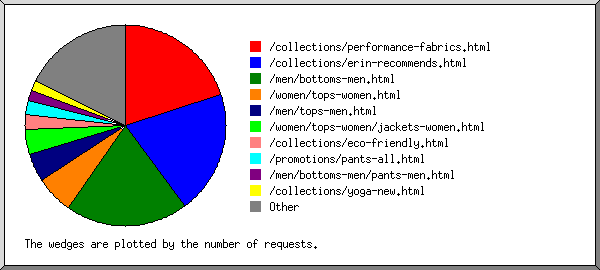 /collections/performance-fabrics.html
/collections/erin-recommends.html
/men/bottoms-men.html
/women/tops-women.html
/men/tops-men.html
/women/tops-women/jackets-women.html
/collections/eco-friendly.html
/promotions/pants-all.html
/men/bottoms-men/pants-men.html
/collections/yoga-new.html
Other
The wedges are plotted by the number of requests.